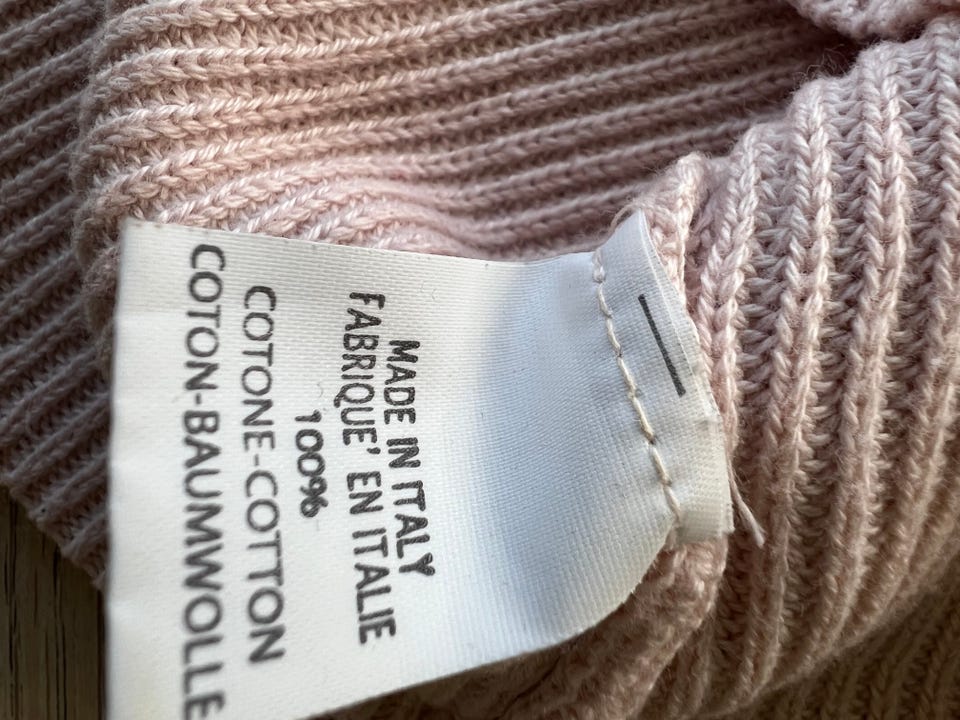 MADE IN ITALY
FABRIQUE' EN ITALIE
100%
COTONE-COTTON
COTON-BAUMWOLLE